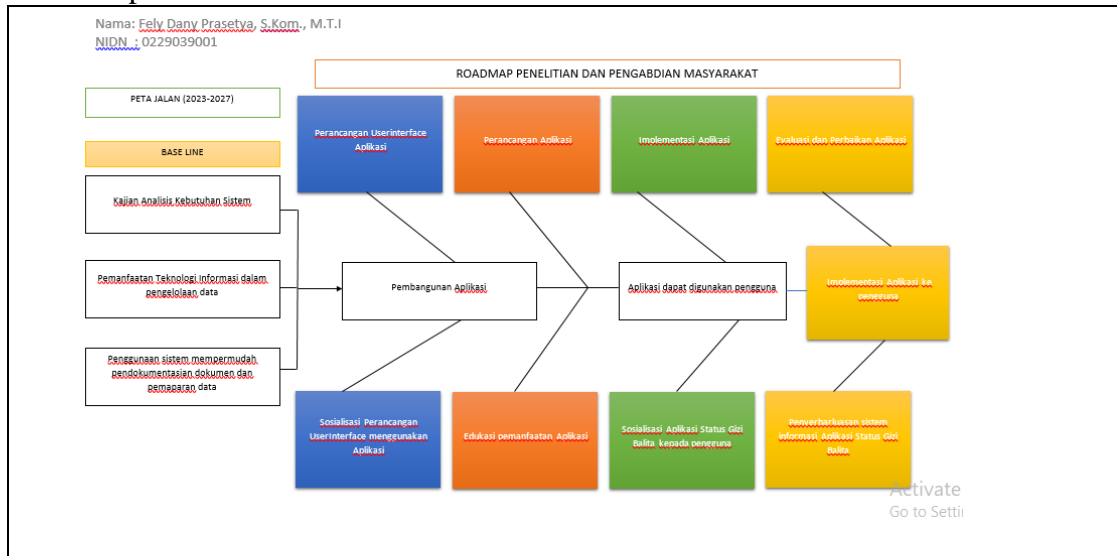 Nama: Fely Dany Prasetya, S.Kom., M.T.I
NIDN : 0229039001
ROADMAP PENELITIAN DAN PENGABDIAN MASYARAKAT
PETA JALAN (2023-2027)
BASE LINE
Perancangan Userinterface
Aplikasi
Perancangan Aplikasi
Implementasi Aplikasi
Evaluasi dan Perbaikan Aplikasi
Kajian Analisis Kebutuhan Sistem
Pemanfaatan Teknologi Informasi dalam
pengelolaan data
Penggunaan sistem mempermudah
pendokumentasian dokumen dan
pemaparan data
Pembangunan Aplikasi
Aplikasi dapat digunakan pengguna
Implementasi Aplikasi ke
pengguna
Sosialisasi Perancangan
UserInterface menggunakan
Aplikasi
Edukasi pemanfaatan Aplikasi
Sosialisasi Aplikasi Status Gizi
Balita kepada pengguna
sistem
informasi Aplikasi Status Gizi
Balita
Activate
Go to Setti